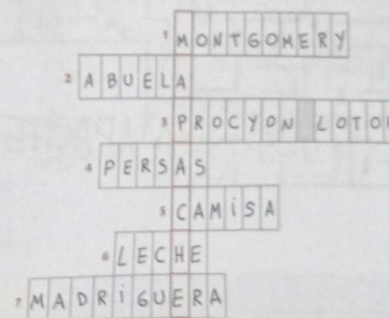 1 MONTGOMERY
2 ABUELA
3 PROCYON LOTO
4 PERSAS
5 CAMiSA
6 LECHE
7 MADRiGUERA